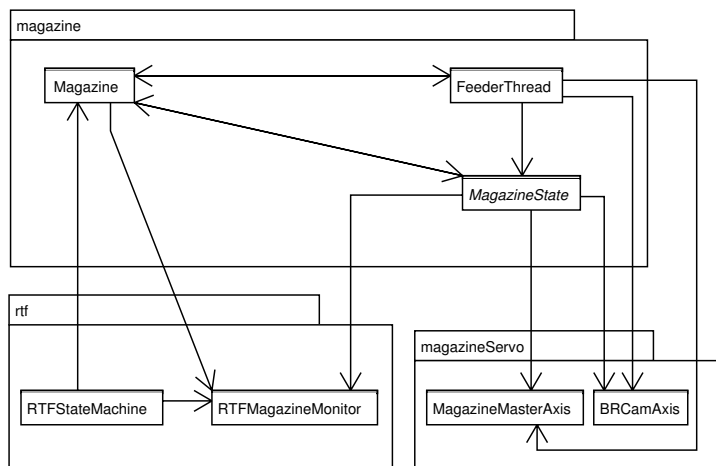 magazine
Magazine
FeederThread
MagazineState
rtf
magazineServo
RTFStateMachine
RTFMagazineMonitor
MagazineMasterAxis
BRCamAxis